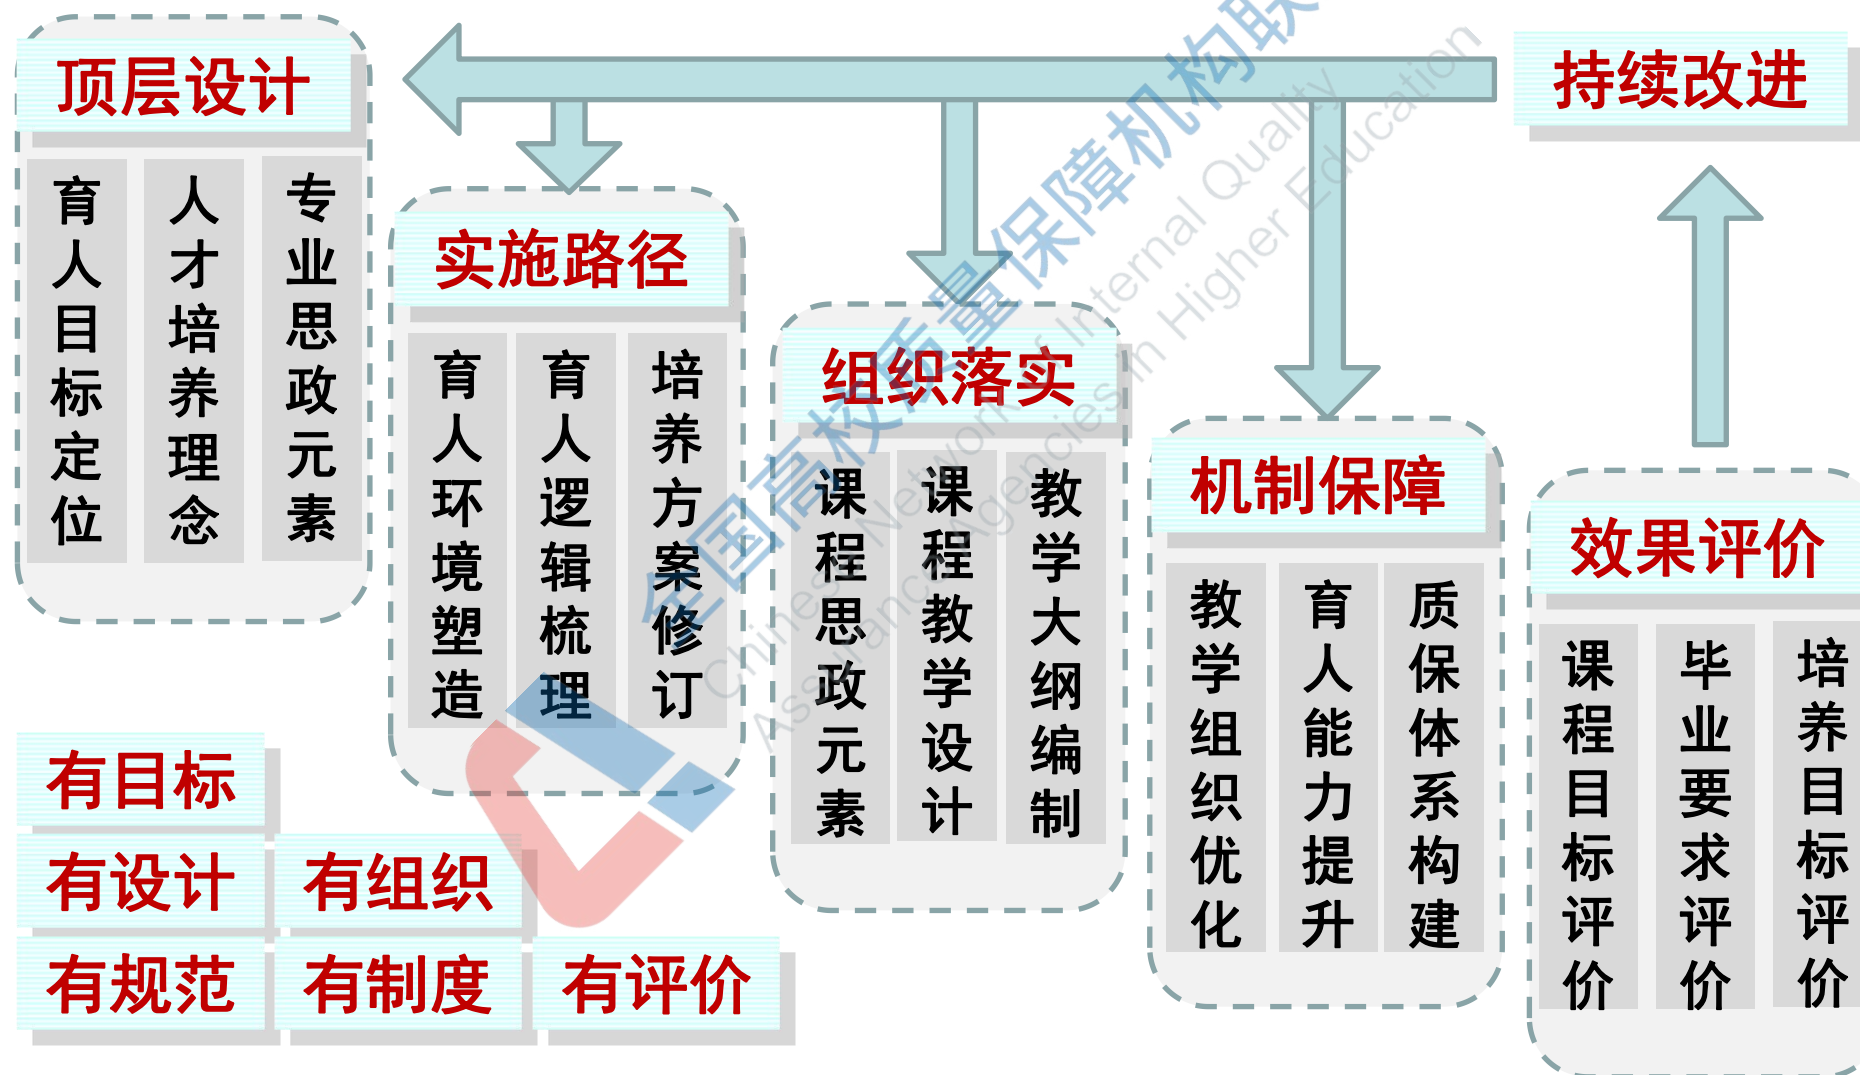 顶层设计
育人目标定位
人才培养理念
专业思政元素
实施路径
育人环境塑造
育人逻辑梳理
培养方案修订
组织落实
课程思政元素
课程教学设计
教学大纲编制
机制保障
教学组织优化
育人能力提升
质保体系构建
持续改进
效果评价
课程目标评价
毕业要求评价
培养目标评价
有目标
有设计
有组织
有规范
有制度
有评价
全国高校质量保障机构联
Chinese Network of Internal Quality
Assurance Agencies in Higher Education